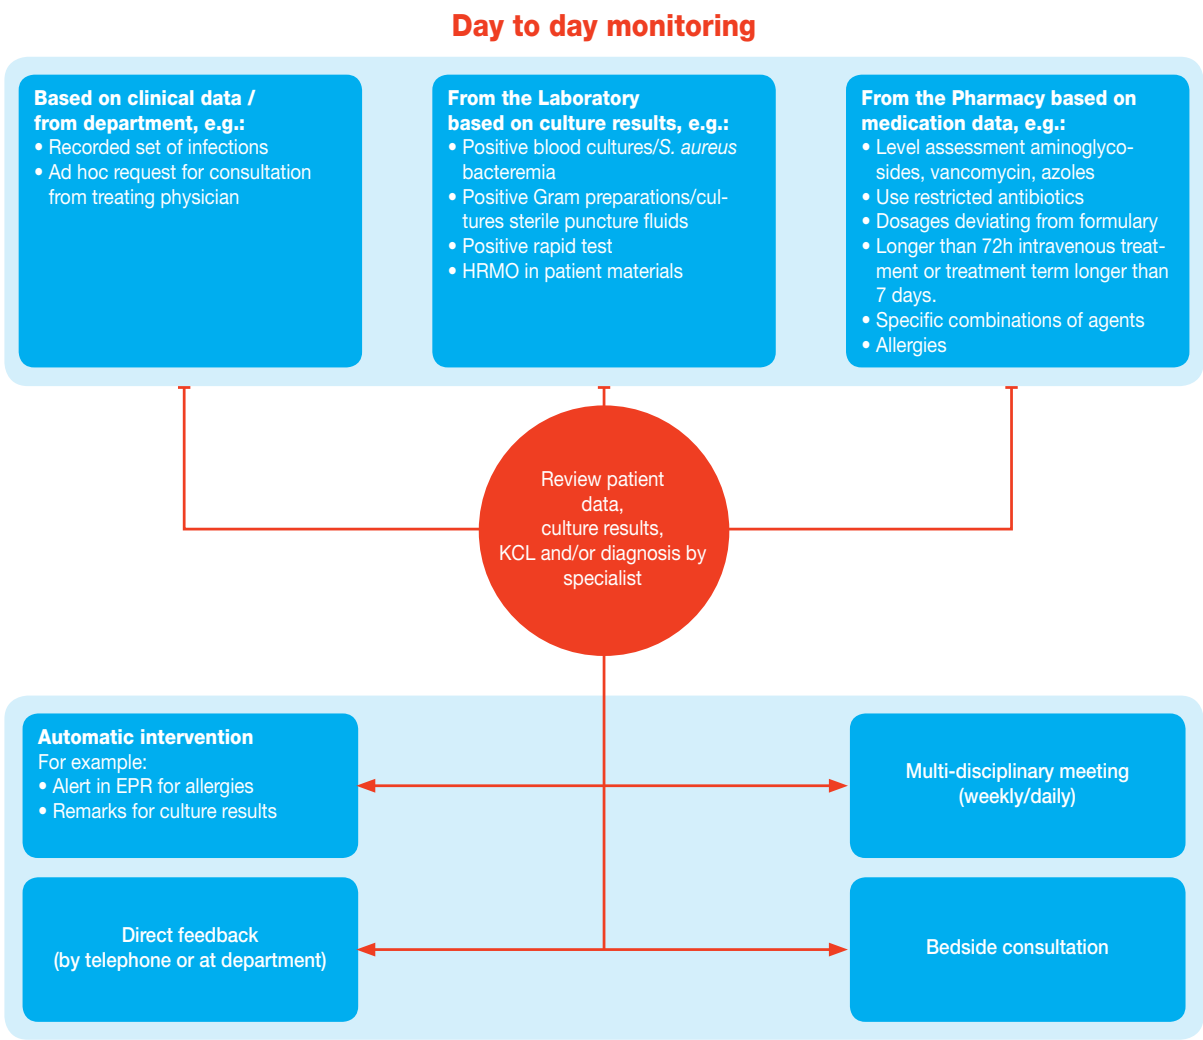 Day to day monitoring
Based on clinical data /
from department, e.g.:
• Recorded set of infections
• Ad hoc request for consultation
from treating physician
From the Laboratory
based on culture results, e.g.:
• Positive blood cultures/S. aureus
bacteremia
• Positive Gram preparations/cul-
tures sterile puncture fluids
• Positive rapid test
• HRMO in patient materials
From the Pharmacy based on
medication data, e.g.:
• Level assessment aminoglyco-
sides, vancomycin, azoles
• Use restricted antibiotics
• Dosages deviating from formulary
• Longer than 72h intravenous treat-
ment or treatment term longer than
7 days.
• Specific combinations of agents
• Allergies
Review patient
data,
culture results,
KCL and/or diagnosis by
specialist
Automatic intervention
For example:
• Alert in EPR for allergies
• Remarks for culture results
Multi-disciplinary meeting
(weekly/daily)
Direct feedback
(by telephone or at department)
Bedside consultation